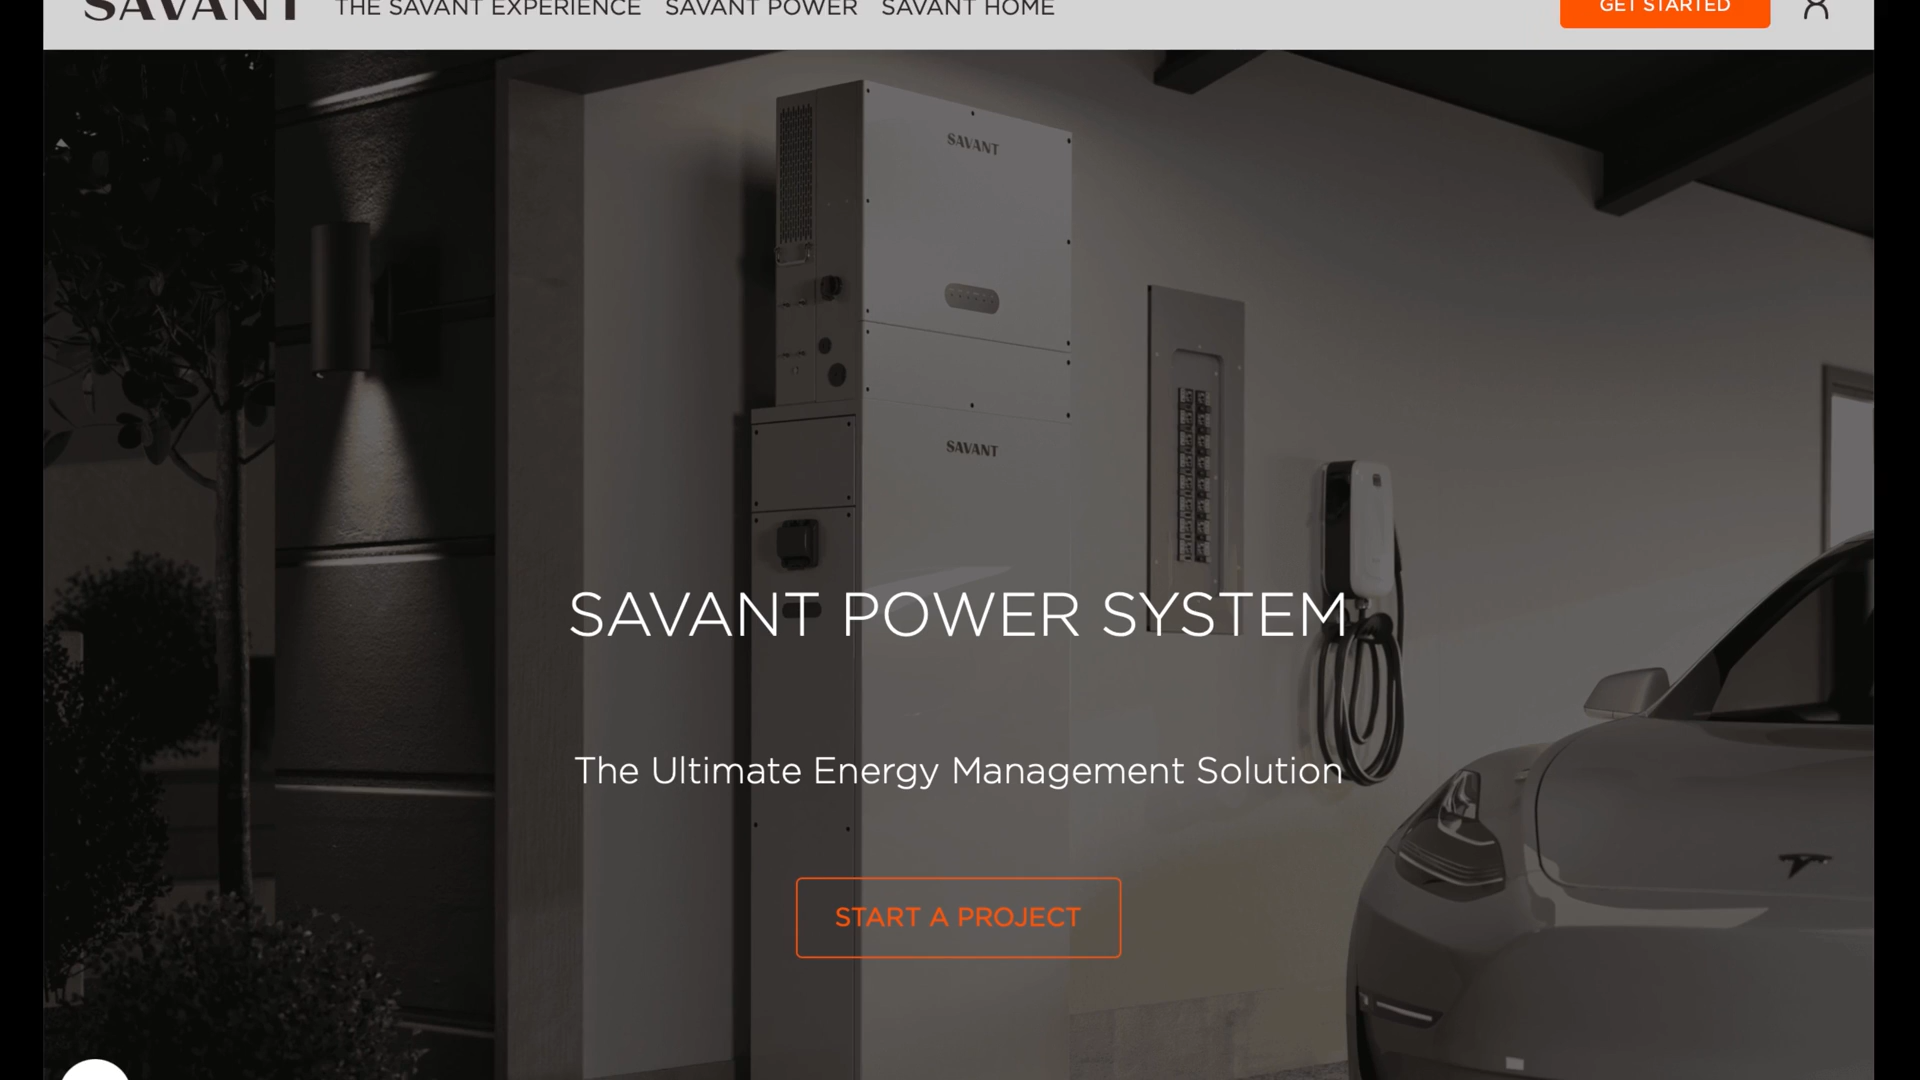 SAVANT THE SAVANT EXPERIENCE SAVANT POWER SAVANT HOME GET STARTED
SAVANT
SAVANT
SAVANT POWER SYSTEM
The Ultimate Energy Management Solution
START A PROJECT